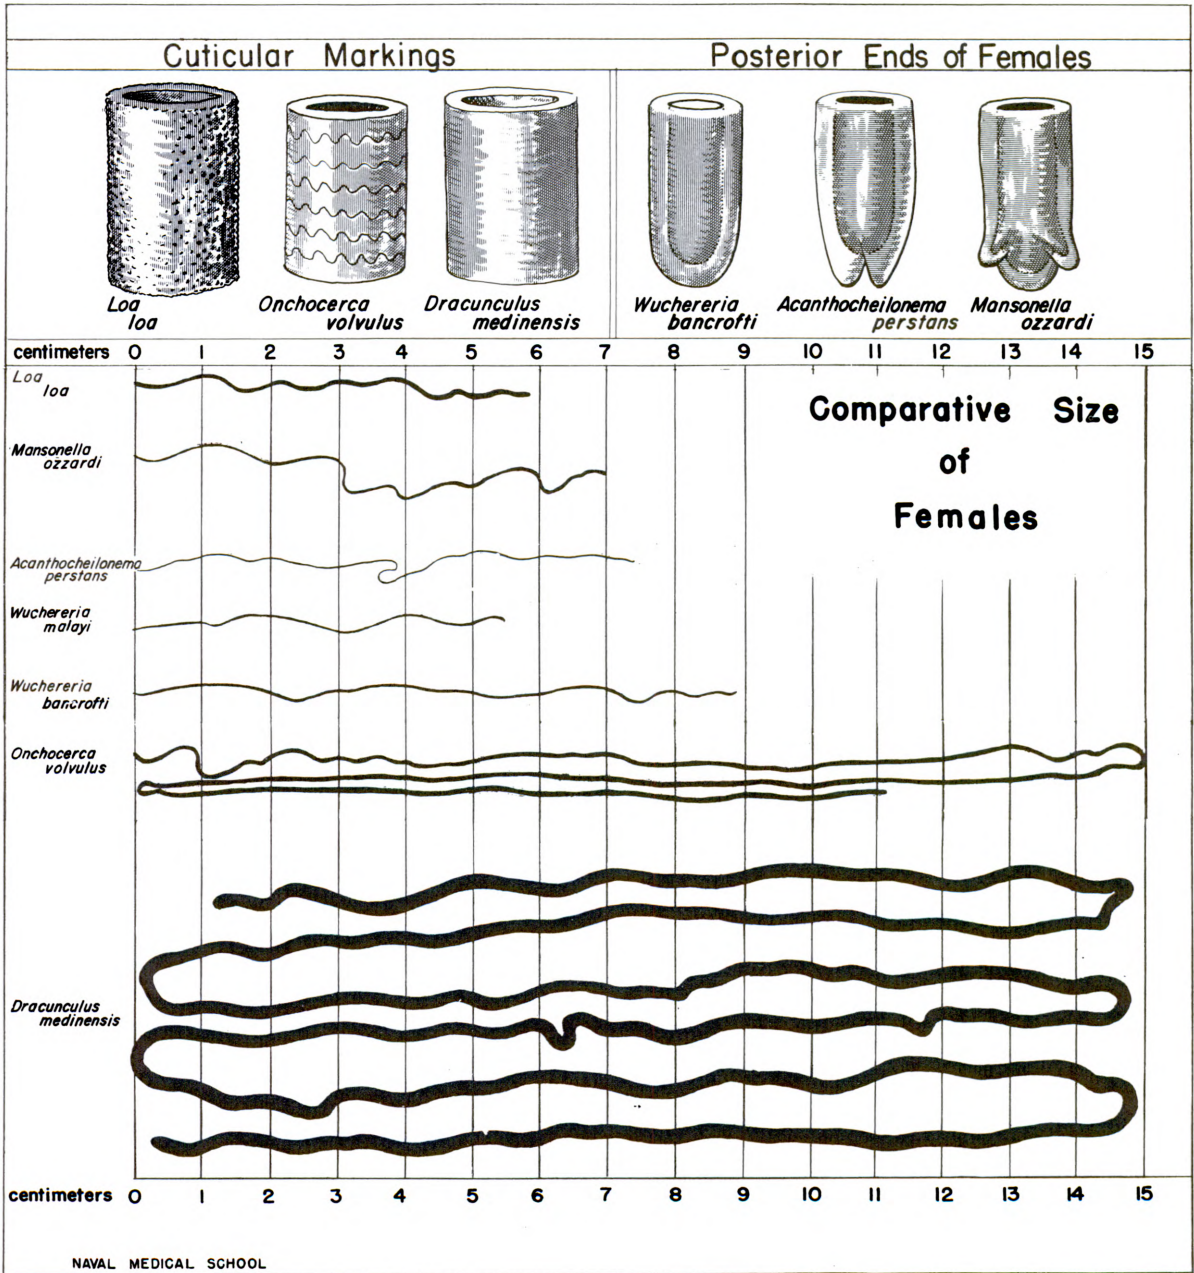 Cuticular Markings
Posterior Ends of Females
Loa
loa
Onchocerca
volvulus
Dracunculus
medinensis
Wuchereria
bancrofti
Acanthocheilonema
perstans
Mansonella
ozzardi
centimeters 0 1 2 3 4 5 6 7 8 9 10 11 12 13 14 15
Loa
loa
Comparative Size
of
Females
Mansonella
ozzardi
Acanthocheilonema
perstans
Wuchereria
malayi
Wuchereria
bancrofti
Onchocerca
volvulus
Dracunculus
medinensis
centimeters 0 1 2 3 4 5 6 7 8 9 10 11 12 13 14 15
NAVAL MEDICAL SCHOOL